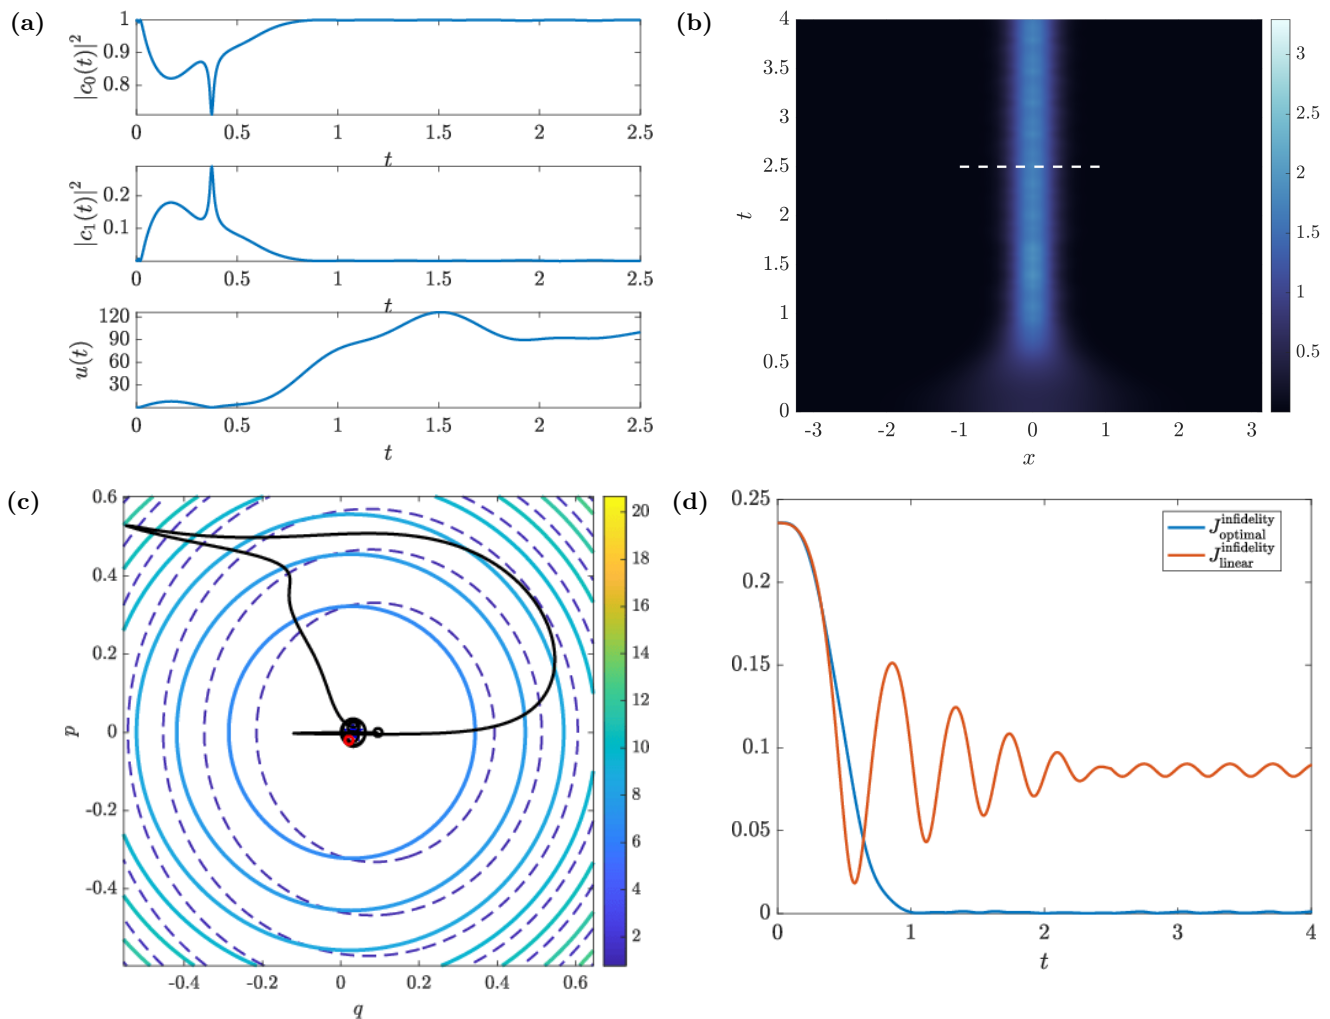 (a)
|c₀(t)|²
1
0.9
0.8
0 0.5 1 1.5 2 2.5
t
|c₁(t)|²
0.2
0.1
0 0.5 1 1.5 2 2.5
t
u(t)
120
90
60
30
0 0.5 1 1.5 2 2.5
t
(b)
t
4
3.5
3
2.5
2
1.5
1
0.5
0
-3 -2 -1 0 1 2 3
x
3
2.5
2
1.5
1
0.5
(c)
p
0.6
0.4
0.2
0
-0.2
-0.4
-0.4 -0.2 0 0.2 0.4 0.6
q
20
18
16
14
12
10
8
6
4
2
(d)
0.25
0.2
0.15
0.1
0.05
0
0 1 2 3 4
t
J^infidelity_optimal
J^infidelity_linear